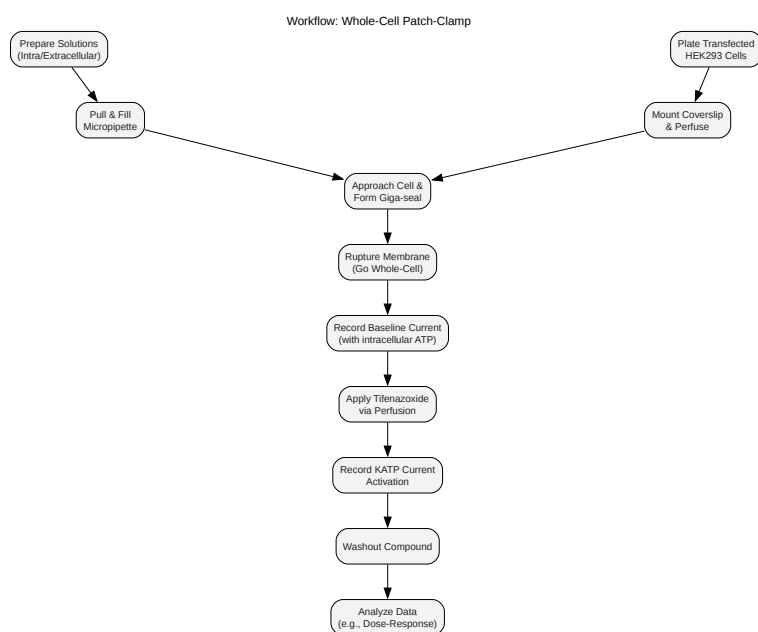 Workflow: Whole-Cell Patch-Clamp
Prepare Solutions
(Intra/Extracellular)
Plate Transfected
HEK293 Cells
Pull & Fill
Micropipette
Mount Coverslip
& Perfuse
Approach Cell &
Form Giga-seal
Rupture Membrane
(Go Whole-Cell)
Record Baseline Current
(with intracellular ATP)
Apply Tifenazoxide
via Perfusion
Record KATP Current
Activation
Washout Compound
Analyze Data
(e.g., Dose-Response)